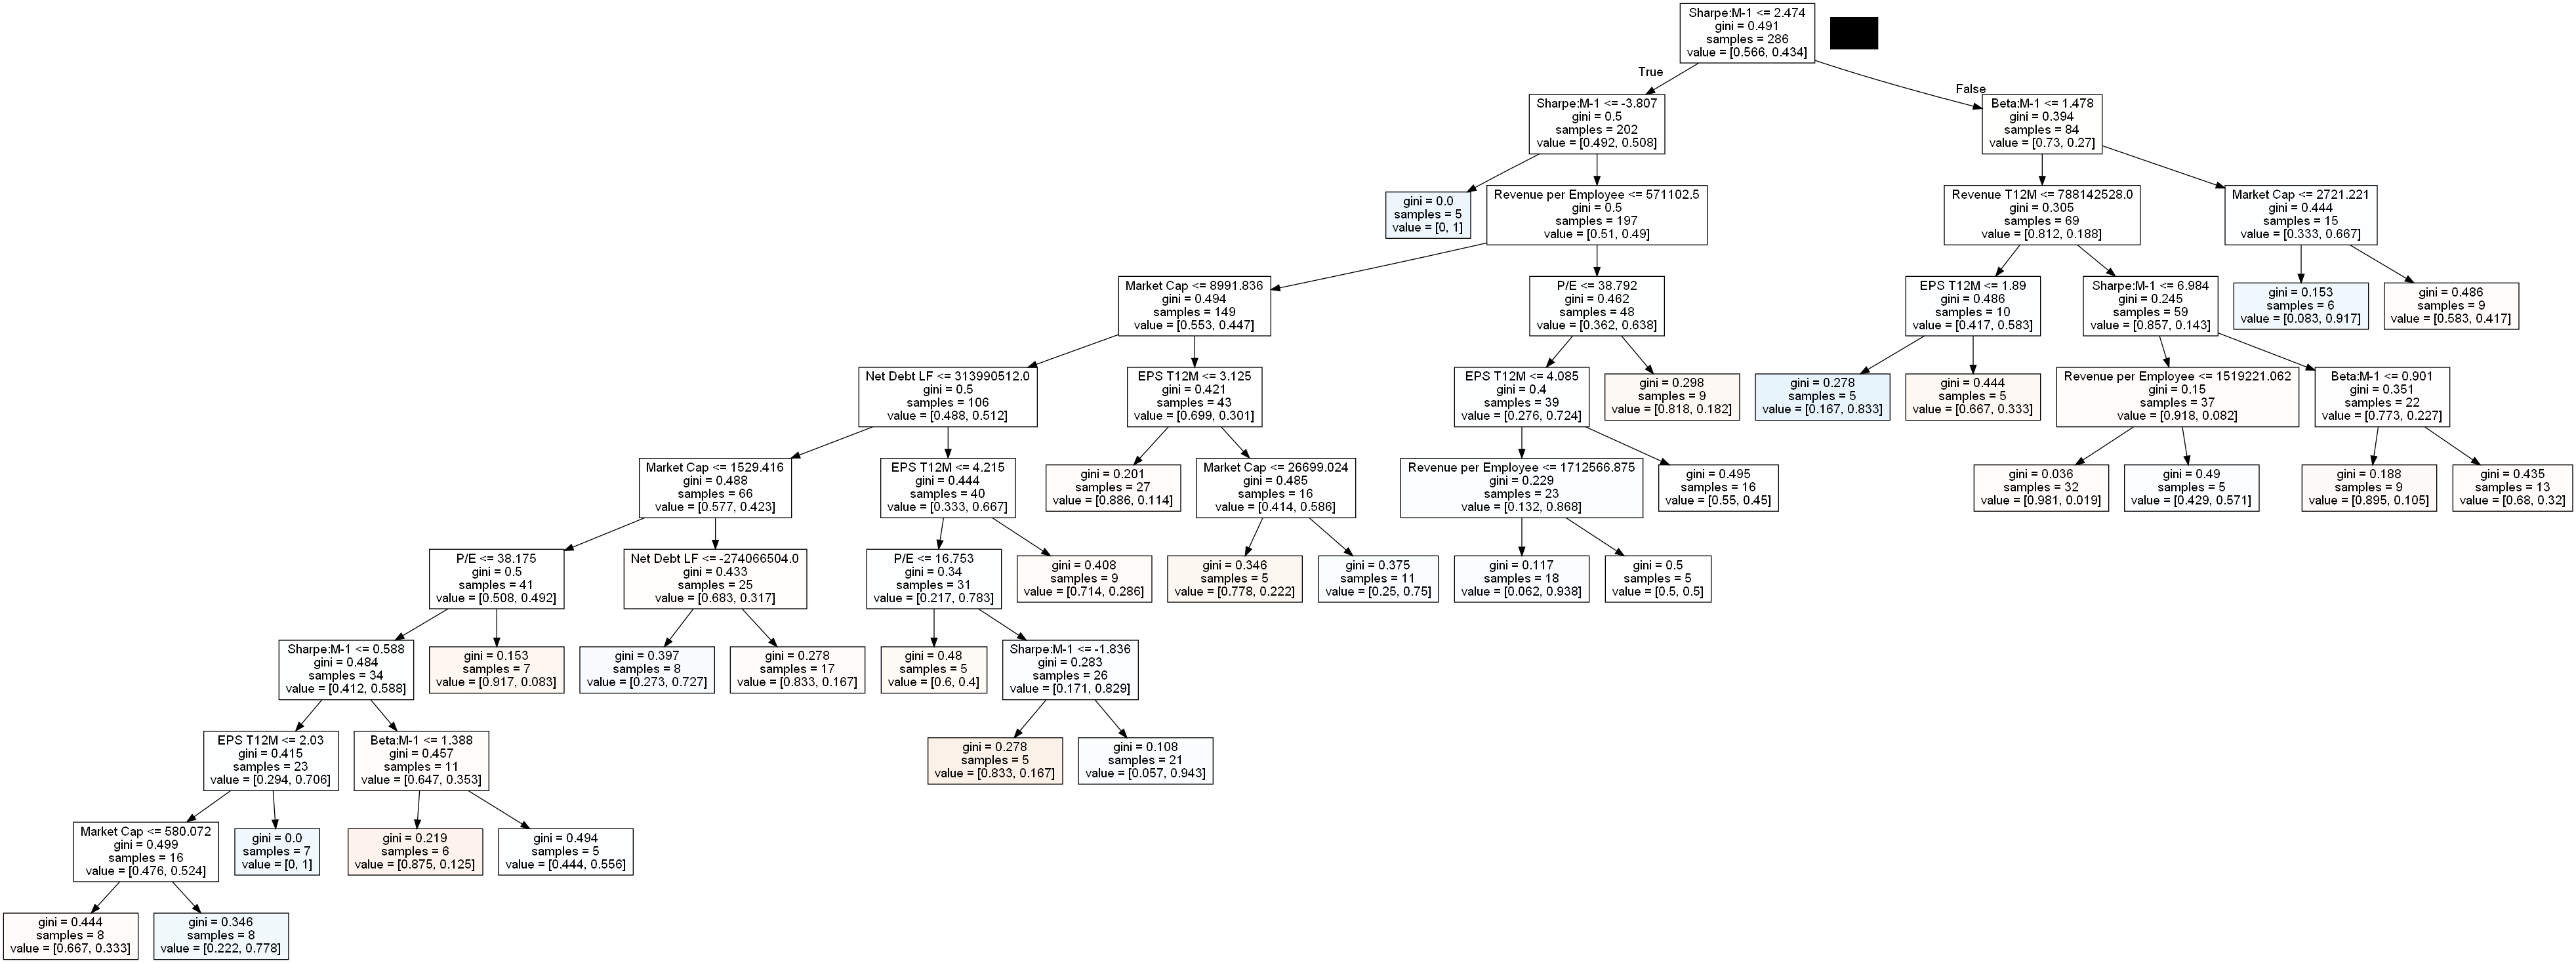 Sharpe:M-1 <= 2.474
gini = 0.491
samples = 286
value = [0.566, 0.434]
True
False
Sharpe:M-1 <= -3.807
gini = 0.5
samples = 202
value = [0.492, 0.508]
Beta:M-1 <= 1.478
gini = 0.394
samples = 84
value = [0.73, 0.27]
gini = 0.0
samples = 5
value = [0, 1]
Revenue per Employee <= 571102.5
gini = 0.5
samples = 197
value = [0.51, 0.49]
Revenue T12M <= 788142528.0
gini = 0.305
samples = 69
value = [0.812, 0.188]
Market Cap <= 2721.221
gini = 0.444
samples = 15
value = [0.333, 0.667]
Market Cap <= 8991.836
gini = 0.494
samples = 149
value = [0.553, 0.447]
P/E <= 38.792
gini = 0.462
samples = 48
value = [0.362, 0.638]
EPS T12M <= 1.89
gini = 0.486
samples = 10
value = [0.417, 0.583]
Sharpe:M-1 <= 6.984
gini = 0.245
samples = 59
value = [0.857, 0.143]
gini = 0.153
samples = 6
value = [0.083, 0.917]
gini = 0.486
samples = 9
value = [0.583, 0.417]
Net Debt LF <= 313990512.0
gini = 0.5
samples = 106
value = [0.488, 0.512]
EPS T12M <= 3.125
gini = 0.421
samples = 43
value = [0.699, 0.301]
EPS T12M <= 4.085
gini = 0.4
samples = 39
value = [0.276, 0.724]
gini = 0.298
samples = 9
value = [0.818, 0.182]
gini = 0.278
samples = 5
value = [0.167, 0.833]
gini = 0.444
samples = 5
value = [0.667, 0.333]
Revenue per Employee <= 1519221.062
gini = 0.15
samples = 37
value = [0.918, 0.082]
Beta:M-1 <= 0.901
gini = 0.351
samples = 22
value = [0.773, 0.227]
Market Cap <= 1529.416
gini = 0.488
samples = 66
value = [0.577, 0.423]
EPS T12M <= 4.215
gini = 0.444
samples = 40
value = [0.333, 0.667]
gini = 0.201
samples = 27
value = [0.886, 0.114]
Market Cap <= 26699.024
gini = 0.485
samples = 16
value = [0.414, 0.586]
Revenue per Employee <= 1712566.875
gini = 0.229
samples = 23
value = [0.132, 0.868]
gini = 0.495
samples = 16
value = [0.55, 0.45]
gini = 0.036
samples = 32
value = [0.981, 0.019]
gini = 0.49
samples = 5
value = [0.429, 0.571]
gini = 0.188
samples = 9
value = [0.895, 0.105]
gini = 0.435
samples = 13
value = [0.68, 0.32]
P/E <= 38.175
gini = 0.5
samples = 41
value = [0.508, 0.492]
Net Debt LF <= -274066504.0
gini = 0.433
samples = 25
value = [0.683, 0.317]
P/E <= 16.753
gini = 0.34
samples = 31
value = [0.217, 0.783]
gini = 0.408
samples = 9
value = [0.714, 0.286]
gini = 0.346
samples = 5
value = [0.778, 0.222]
gini = 0.375
samples = 11
value = [0.25, 0.75]
gini = 0.117
samples = 18
value = [0.062, 0.938]
gini = 0.5
samples = 5
value = [0.5, 0.5]
Sharpe:M-1 <= 0.588
gini = 0.484
samples = 34
value = [0.412, 0.588]
gini = 0.153
samples = 7
value = [0.917, 0.083]
gini = 0.397
samples = 8
value = [0.273, 0.727]
gini = 0.278
samples = 17
value = [0.833, 0.167]
gini = 0.48
samples = 5
value = [0.6, 0.4]
Sharpe:M-1 <= -1.836
gini = 0.283
samples = 26
value = [0.171, 0.829]
EPS T12M <= 2.03
gini = 0.415
samples = 23
value = [0.294, 0.706]
Beta:M-1 <= 1.388
gini = 0.457
samples = 11
value = [0.647, 0.353]
gini = 0.278
samples = 5
value = [0.833, 0.167]
gini = 0.108
samples = 21
value = [0.057, 0.943]
Market Cap <= 580.072
gini = 0.499
samples = 16
value = [0.476, 0.524]
gini = 0.0
samples = 7
value = [0, 1]
gini = 0.219
samples = 6
value = [0.875, 0.125]
gini = 0.494
samples = 5
value = [0.444, 0.556]
gini = 0.444
samples = 8
value = [0.667, 0.333]
gini = 0.346
samples = 8
value = [0.222, 0.778]